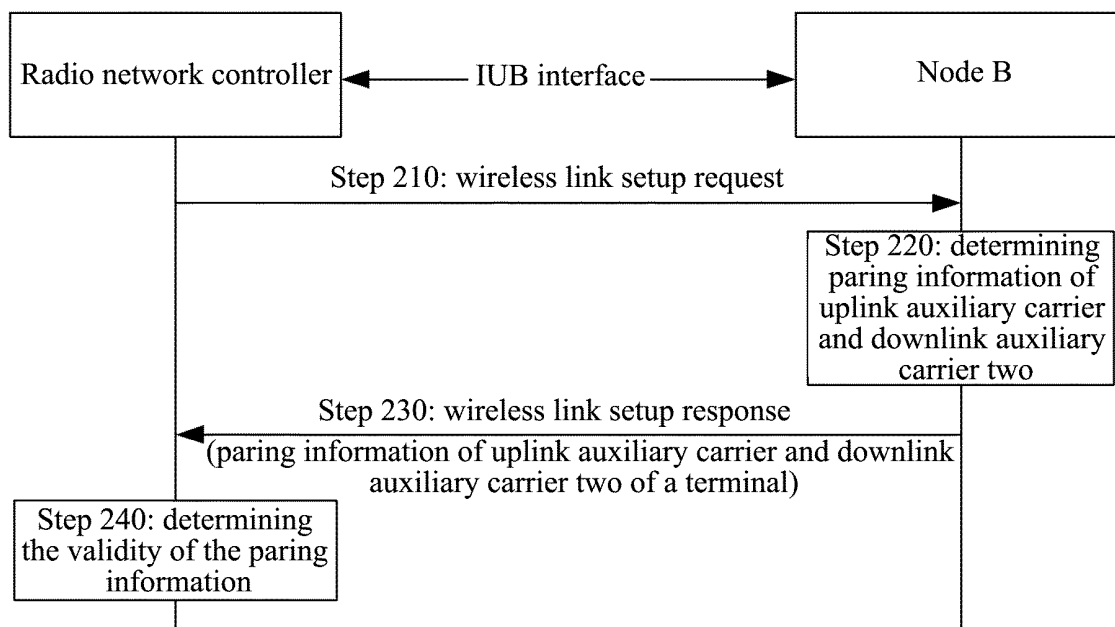 Radio network controller
IUB interface
Node B
Step 210: wireless link setup request
Step 220: determining
paring information of
uplink auxiliary carrier
and downlink auxiliary
carrier two
Step 230: wireless link setup response
(paring information of uplink auxiliary carrier and downlink
auxiliary carrier two of a terminal)
Step 240: determining
the validity of the paring
information